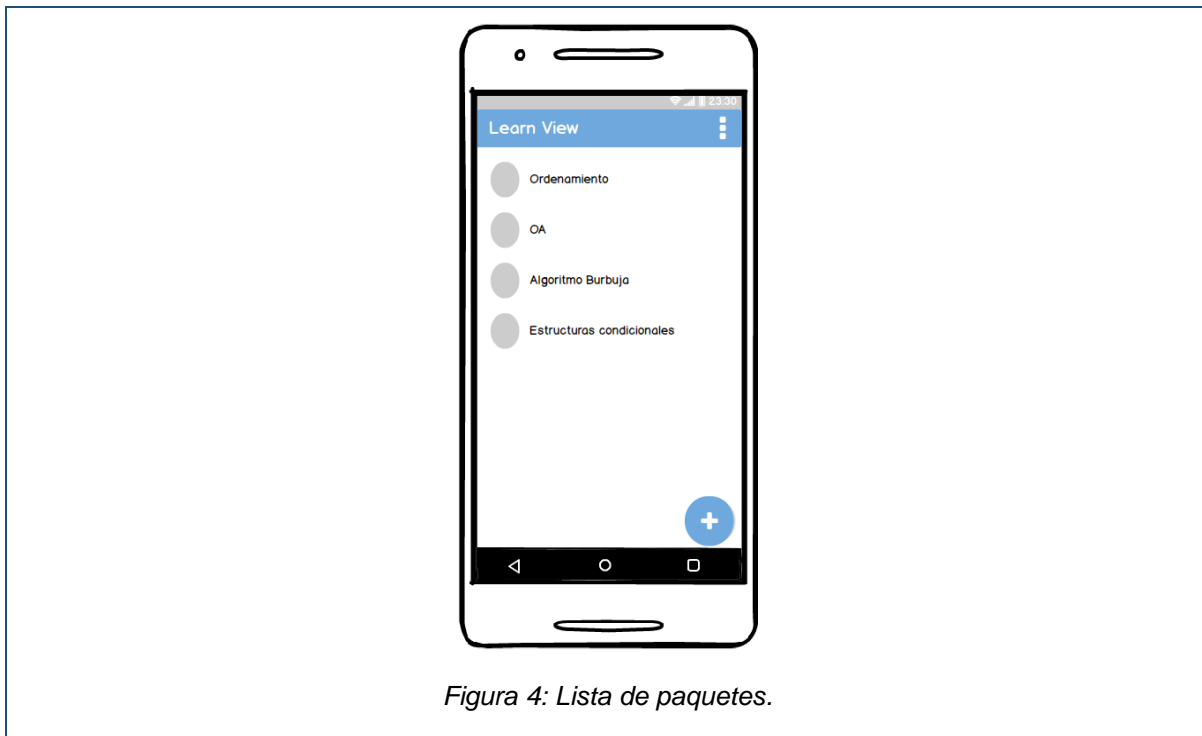 23:30
Learn View
Ordenamiento
OA
Algoritmo Burbuja
Estructuras condicionales
Figura 4: Lista de paquetes.